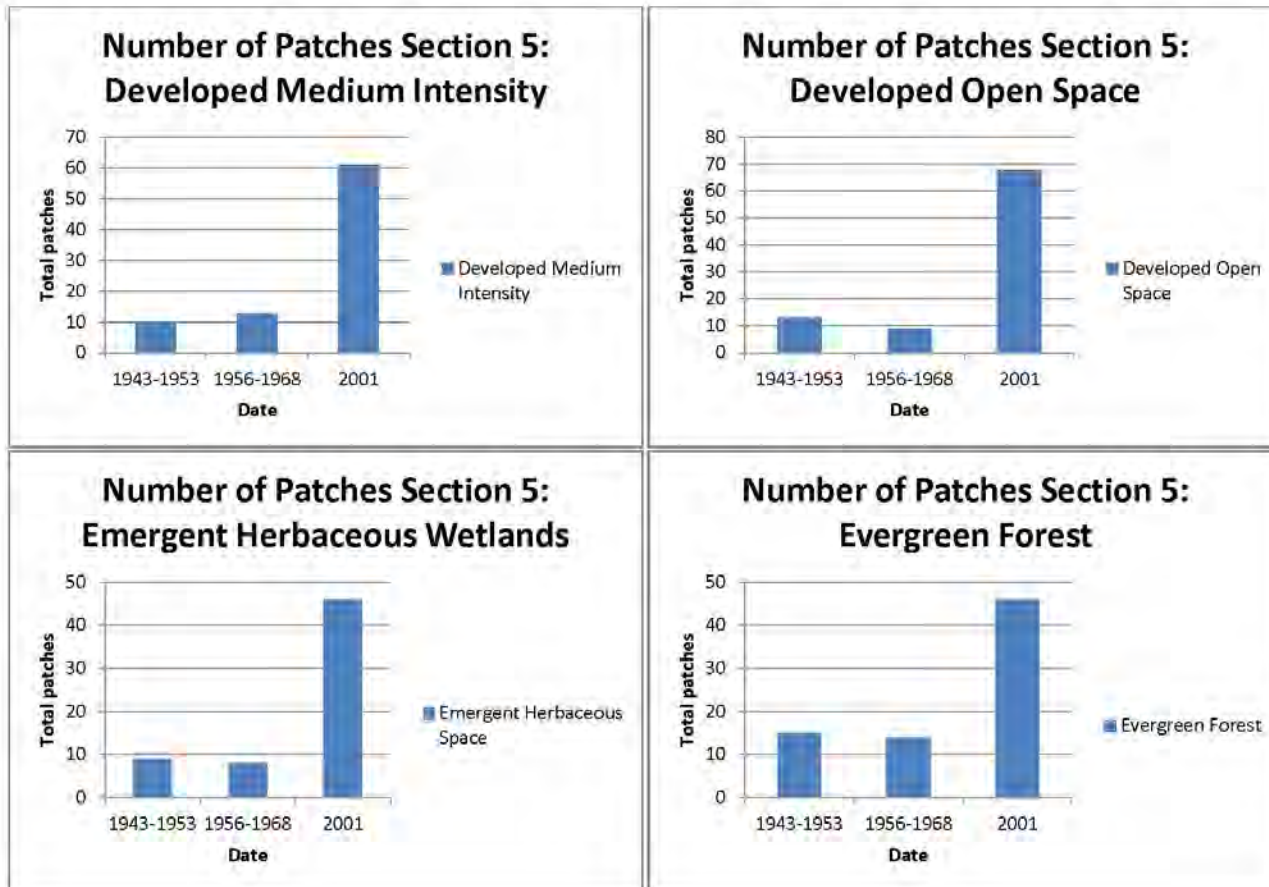 Number of Patches Section 5:
Developed Medium Intensity
70
60
50
40
30
20
10
0
Total patches
1943-1953 1956-1968 2001
Date
Developed Medium
Intensity
Number of Patches Section 5:
Developed Open Space
80
70
60
50
40
30
20
10
0
Total patches
1943-1953 1956-1968 2001
Date
Developed Open
Space
Number of Patches Section 5:
Emergent Herbaceous Wetlands
50
40
30
20
10
0
Total patches
1943-1953 1956-1968 2001
Date
Emergent Herbaceous
Space
Number of Patches Section 5:
Evergreen Forest
50
40
30
20
10
0
Total patches
1943-1953 1956-1968 2001
Date
Evergreen Forest